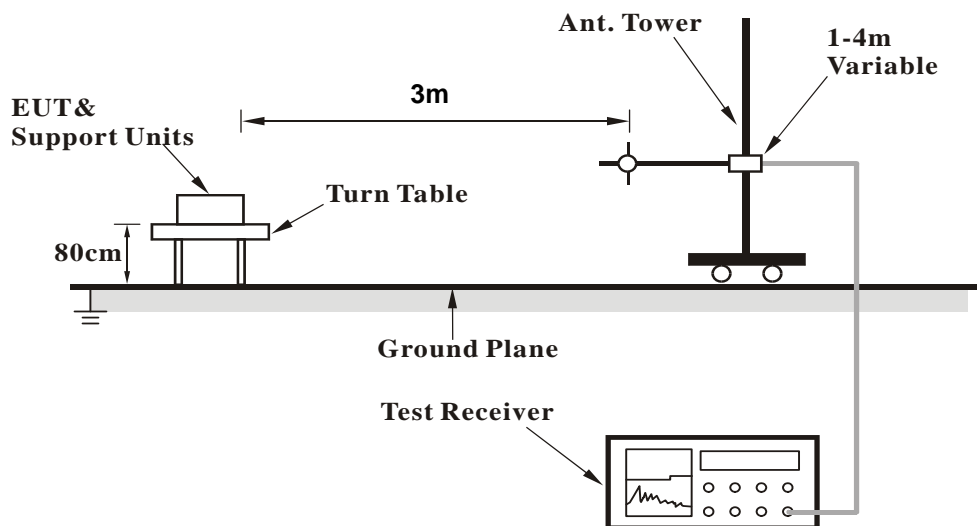 Ant. Tower
1-4m
Variable
3m
EUT&
Support Units
Turn Table
80cm
Ground Plane
Test Receiver